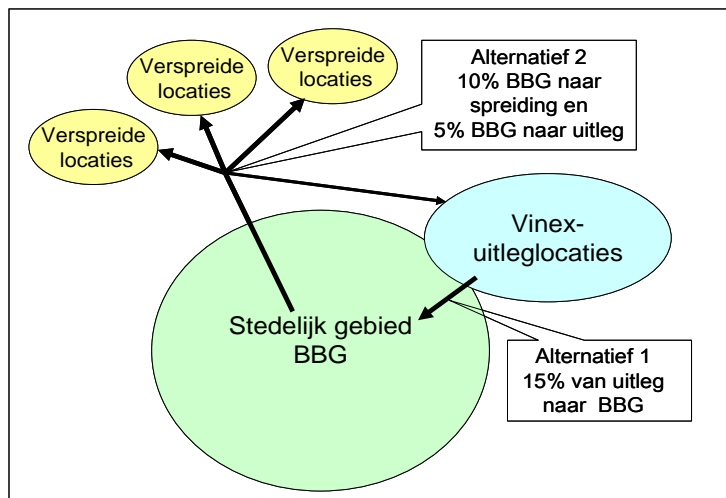 Verspreide
locaties
Verspreide
locaties
Verspreide
locaties
Alternatief 2
10% BBG naar
spreiding en
5% BBG naar uitleg
Vinex-
uitleglocaties
Stedelijk gebied
BBG
Alternatief 1
15% van uitleg
naar BBG